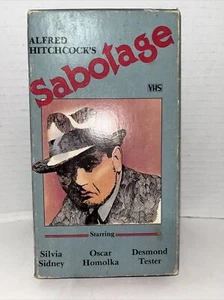 ALFRED
HITCHCOCK'S
Sabotage
VHS
Starring
Silvia Oscar Desmond
Sidney Homolka Tester